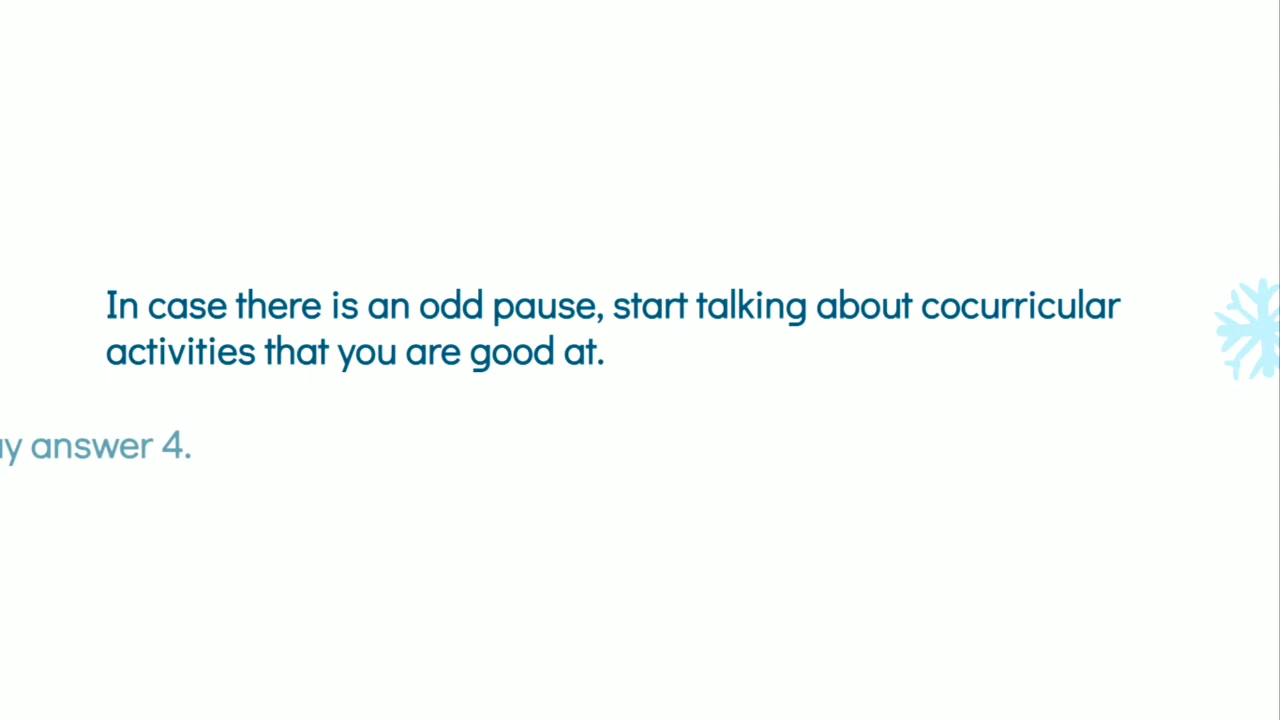 In case there is an odd pause, start talking about cocurricular
activities that you are good at.
answer 4.